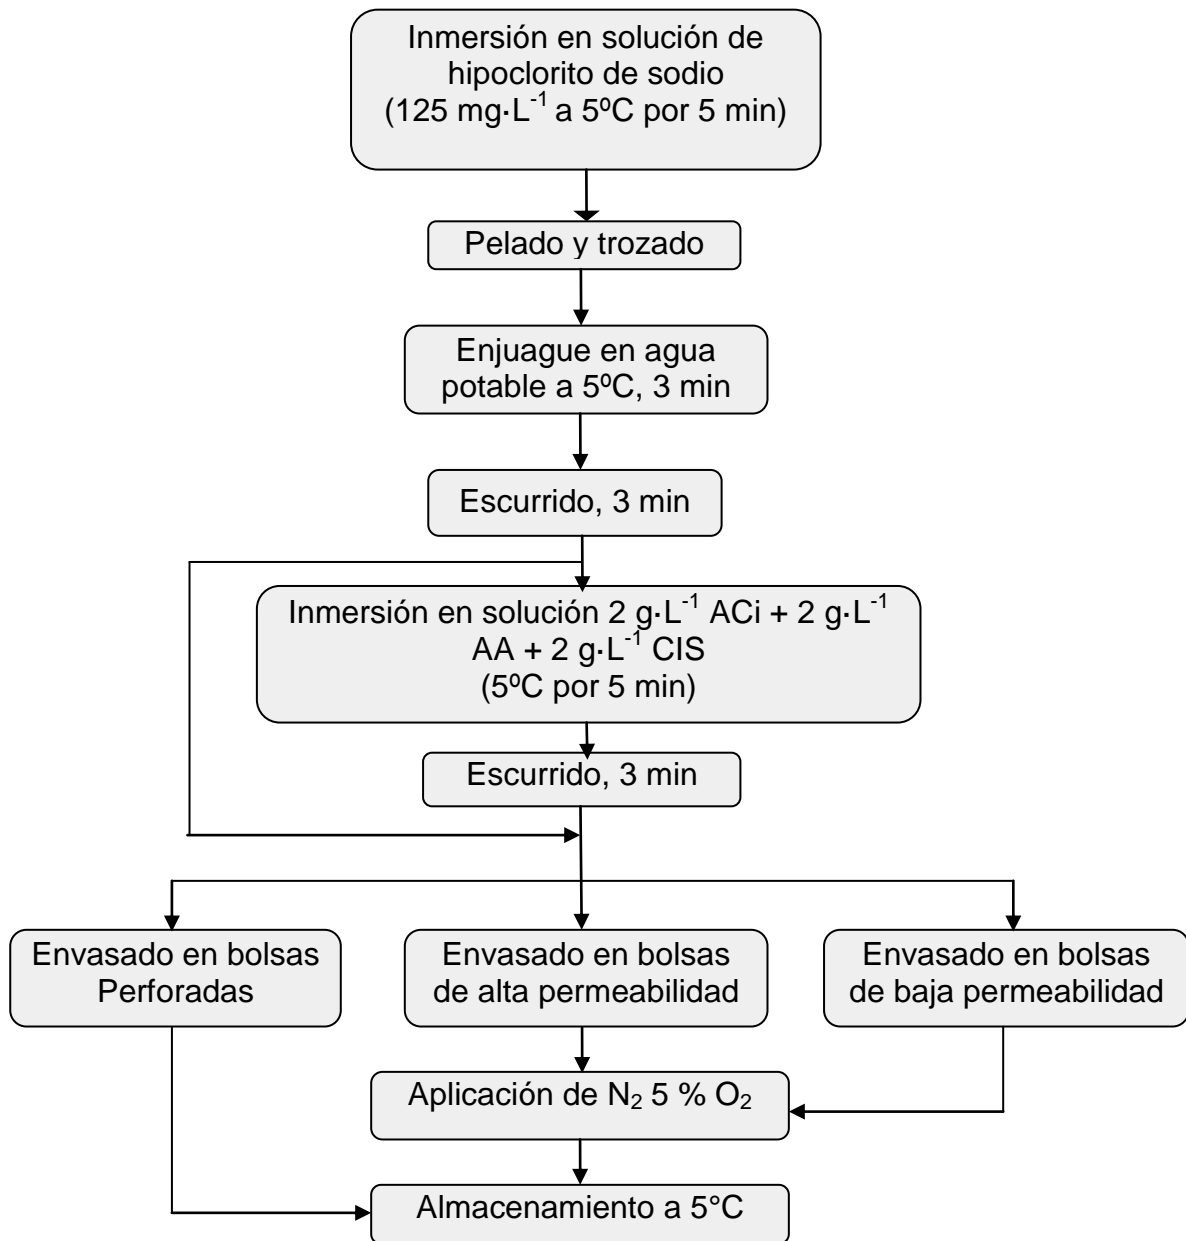 Inmersión en solución de
hipoclorito de sodio
(125 mg·L⁻¹ a 5ºC por 5 min)
Pelado y trozado
Enjuague en agua
potable a 5ºC, 3 min
Escurrido, 3 min
Inmersión en solución 2 g·L⁻¹ ACi + 2 g·L⁻¹
AA + 2 g·L⁻¹ CIS
(5ºC por 5 min)
Escurrido, 3 min
Envasado en bolsas
Perforadas
Envasado en bolsas
de alta permeabilidad
Envasado en bolsas
de baja permeabilidad
Aplicación de N₂ 5 % O₂
Almacenamiento a 5°C